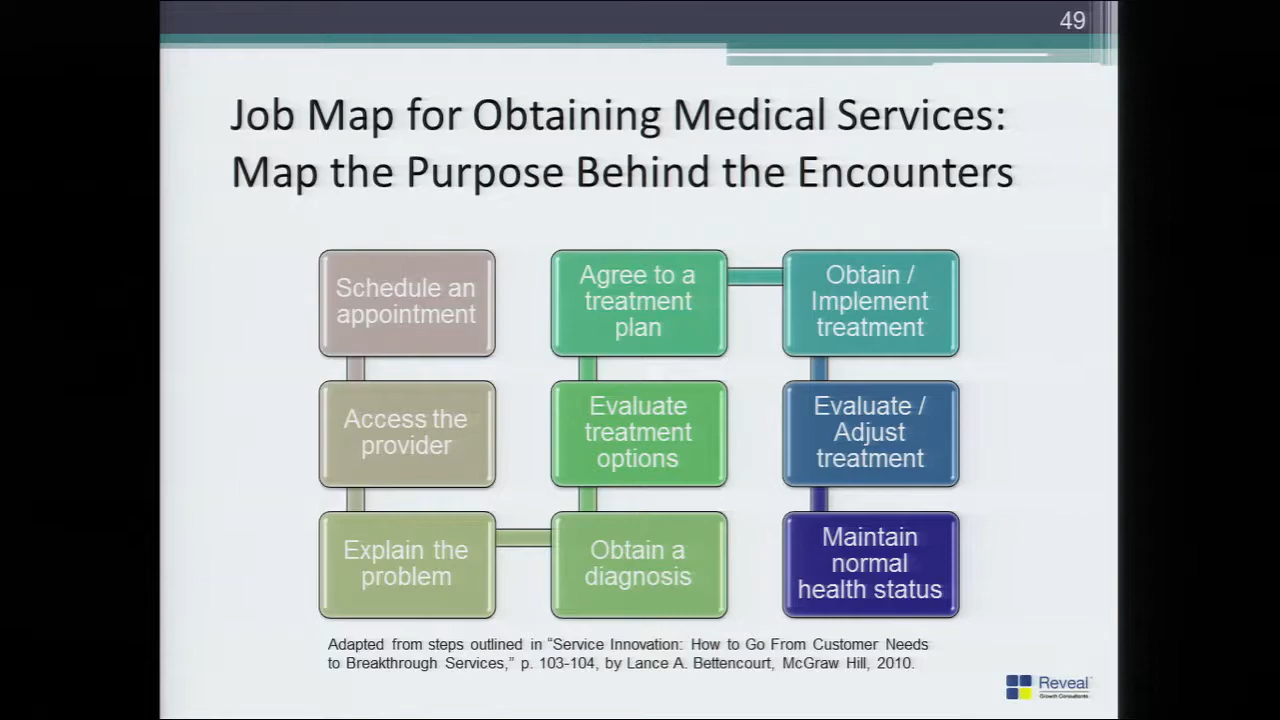 49
Job Map for Obtaining Medical Services:
Map the Purpose Behind the Encounters
Schedule an
appointment
Access the
provider
Explain the
problem
Obtain a
diagnosis
Evaluate
treatment
options
Agree to a
treatment
plan
Obtain /
Implement
treatment
Evaluate /
Adjust
treatment
Maintain
normal
health status
Adapted from steps outlined in “Service Innovation: How to Go From Customer Needs
to Breakthrough Services,” p. 103-104, by Lance A. Bettencourt, McGraw Hill, 2010.
Reveal
Growth Consultants